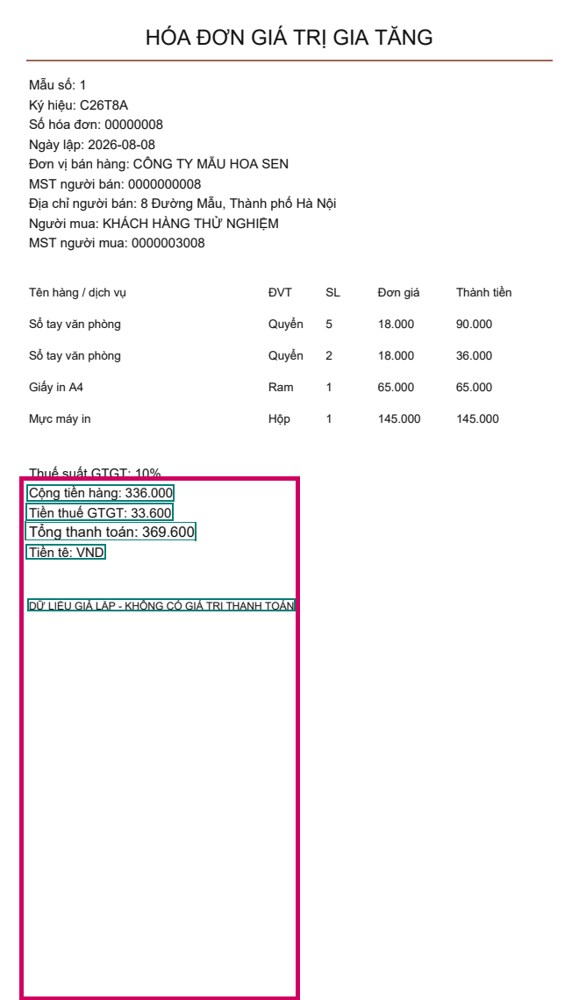 HÓA ĐƠN GIÁ TRỊ GIA TĂNG
Mẫu số: 1
Ký hiệu: C26T8A
Số hóa đơn: 00000008
Ngày lập: 2026-08-08
Đơn vị bán hàng: CÔNG TY MẪU HOA SEN
MST người bán: 0000000008
Địa chỉ người bán: 8 Đường Mẫu, Thành phố Hà Nội
Người mua: KHÁCH HÀNG THỬ NGHIỆM
MST người mua: 0000003008
Tên hàng / dịch vụ ĐVT SL Đơn giá Thành tiền
Sổ tay văn phòng Quyển 5 18.000 90.000
Sổ tay văn phòng Quyển 2 18.000 36.000
Giấy in A4 Ram 1 65.000 65.000
Mực máy in Hộp 1 145.000 145.000
Thuế suất GTGT: 10%
Cộng tiền hàng: 336.000
Tiền thuế GTGT: 33.600
Tổng thanh toán: 369.600
Tiền tệ: VND
DỮ LIỆU GIẢ LẬP - KHÔNG CÓ GIÁ TRỊ THANH TOÁN